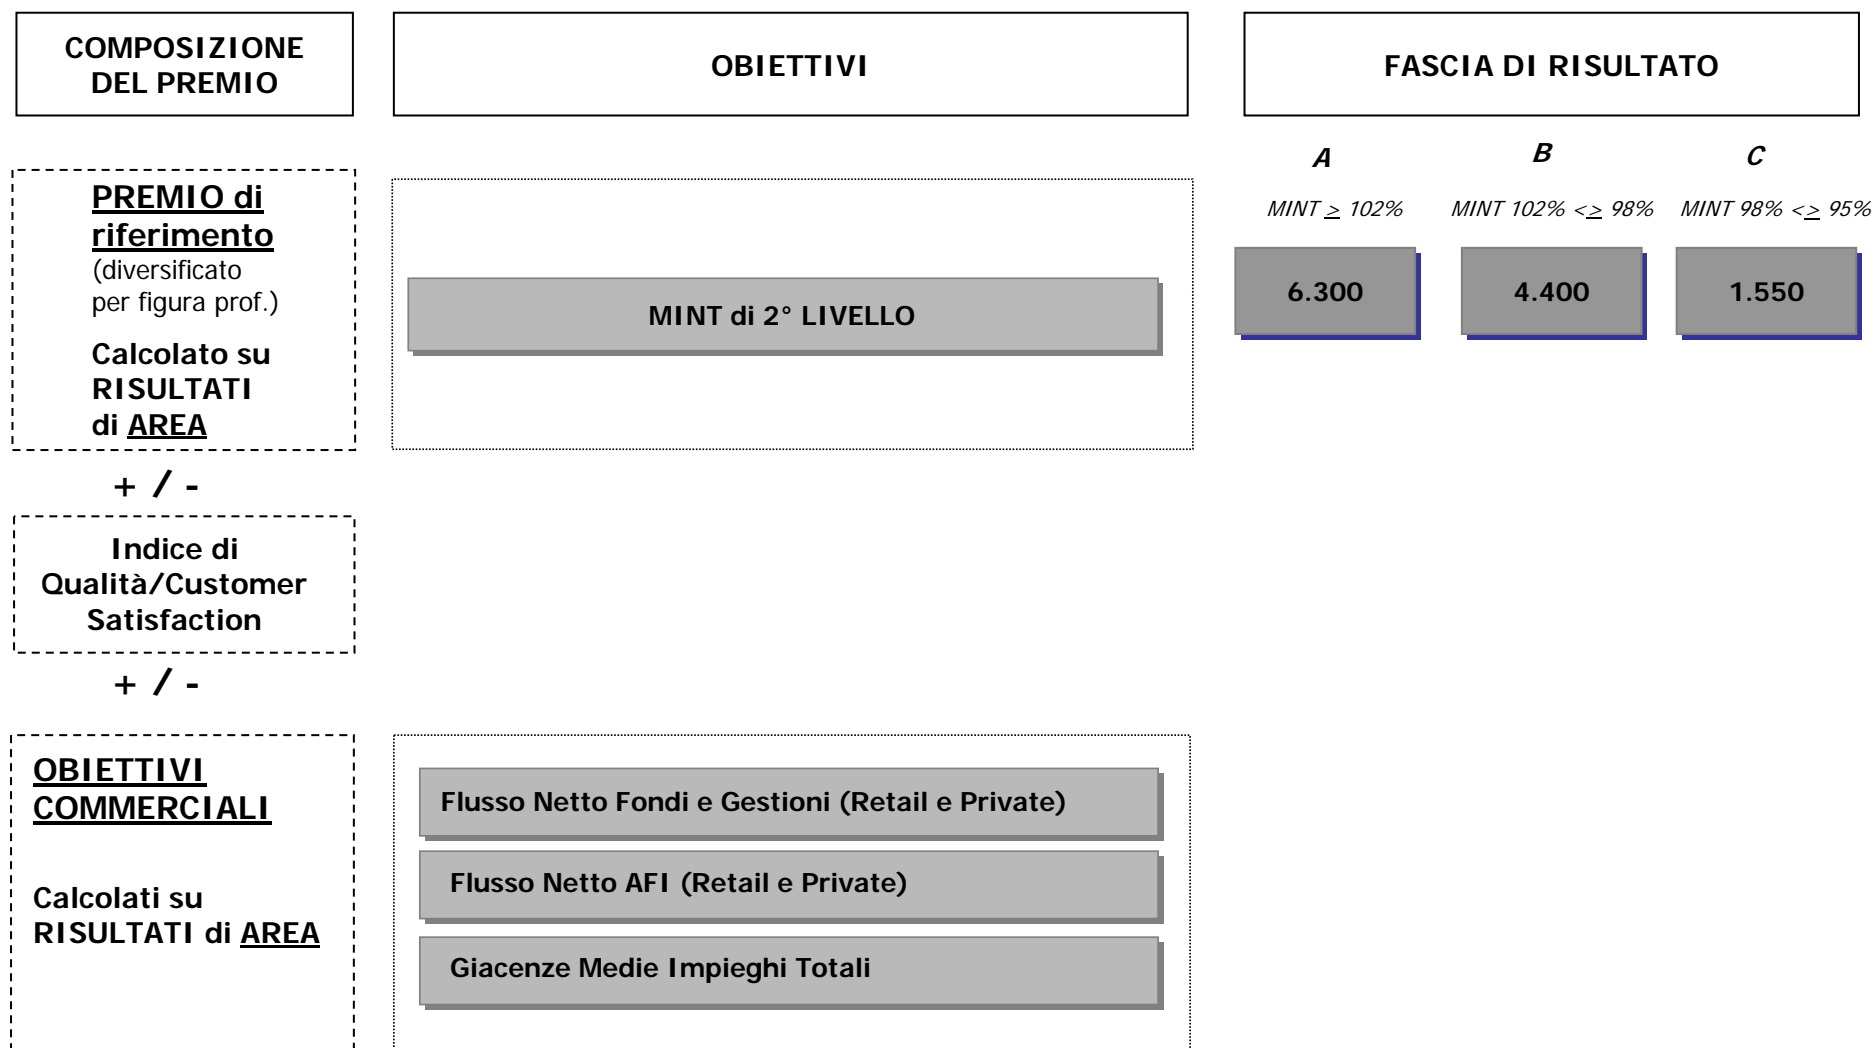 COMPOSIZIONE
DEL PREMIO
OBIETTIVI
FASCIA DI RISULTATO
A
B
C
MINT ≥ 102%
MINT 102% <≥ 98%
MINT 98% <≥ 95%
PREMIO di
riferimento
(diversificato
per figura prof.)
Calcolato su
RISULTATI
di AREA
MINT di 2° LIVELLO
6.300
4.400
1.550
+ / -
Indice di
Qualità/Customer
Satisfaction
+ / -
OBIETTIVI
COMMERCIALI
Calcolati su
RISULTATI di AREA
Flusso Netto Fondi e Gestioni (Retail e Private)
Flusso Netto AFI (Retail e Private)
Giacenze Medie Impieghi Totali